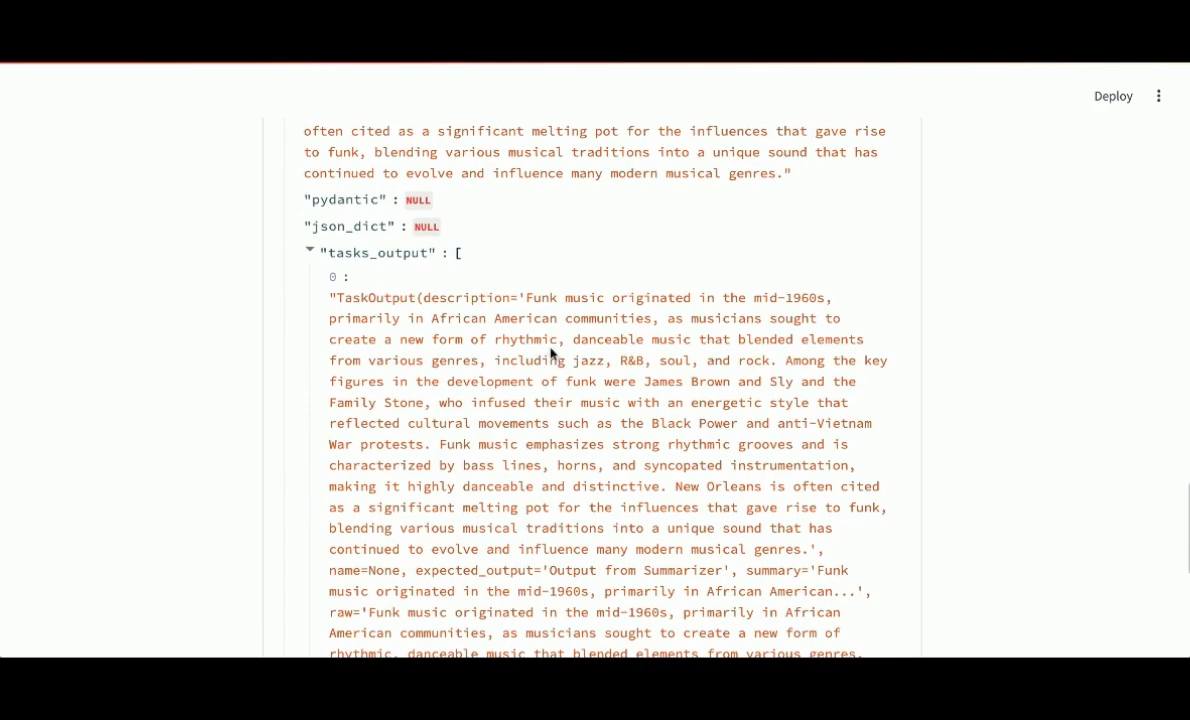 Deploy
often cited as a significant melting pot for the influences that gave rise
to funk, blending various musical traditions into a unique sound that has
continued to evolve and influence many modern musical genres."
"pydantic" : NULL
"json_dict" : NULL
"tasks_output" : [
0 :
"TaskOutput(description='Funk music originated in the mid-1960s,
primarily in African American communities, as musicians sought to
create a new form of rhythmic, danceable music that blended elements
from various genres, including jazz, R&B, soul, and rock. Among the key
figures in the development of funk were James Brown and Sly and the
Family Stone, who infused their music with an energetic style that
reflected cultural movements such as the Black Power and anti-Vietnam
War protests. Funk music emphasizes strong rhythmic grooves and is
characterized by bass lines, horns, and syncopated instrumentation,
making it highly danceable and distinctive. New Orleans is often cited
as a significant melting pot for the influences that gave rise to funk,
blending various musical traditions into a unique sound that has
continued to evolve and influence many modern musical genres.',
name=None, expected_output='Output from Summarizer', summary='Funk
music originated in the mid-1960s, primarily in African American...',
raw='Funk music originated in the mid-1960s, primarily in African
American communities, as musicians sought to create a new form of
rhythmic, danceable music that blended elements from various genres,